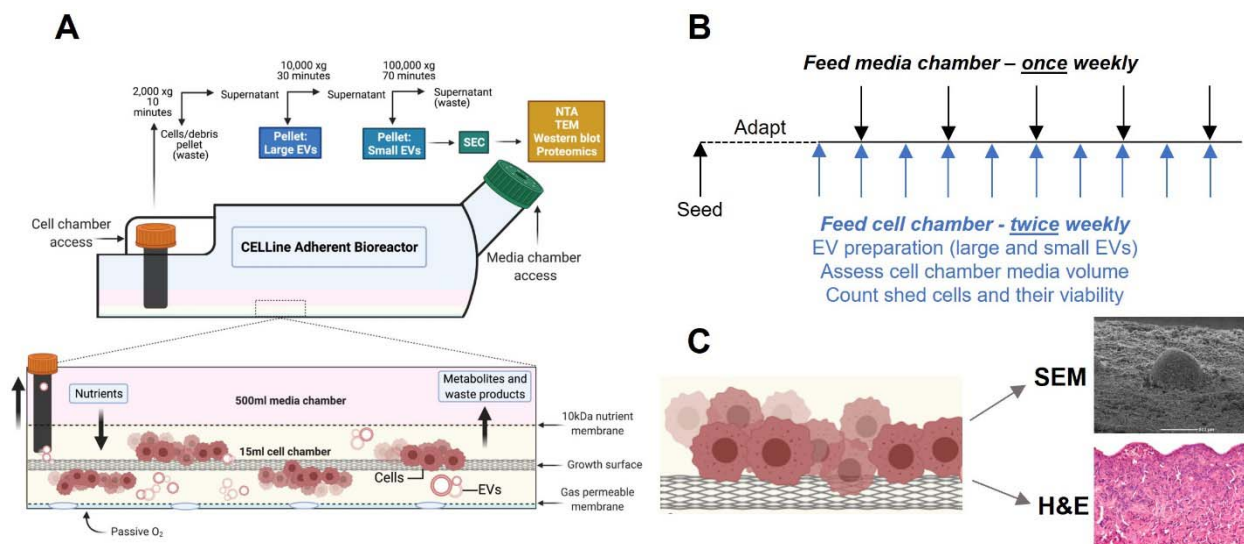 A
2,000 xg
10
minutes
Cells/debris
pellet
(waste)
Supernatant
10,000 xg
30 minutes
Pellet:
Large EVs
Supernatant
100,000 xg
70 minutes
Pellet:
Small EVs
Supernatant
(waste)
SEC
NTA
TEM
Western blot
Proteomics
Cell chamber
access
CELLine Adherent Bioreactor
Media chamber
access
Nutrients
500ml media chamber
Metabolites and
waste products
10kDa nutrient
membrane
15ml cell chamber
Growth surface
Cells
EVs
Gas permeable
membrane
Passive O₂
B
Feed media chamber – once weekly
Adapt
Seed
Feed cell chamber - twice weekly
EV preparation (large and small EVs)
Assess cell chamber media volume
Count shed cells and their viability
C
SEM
H&E